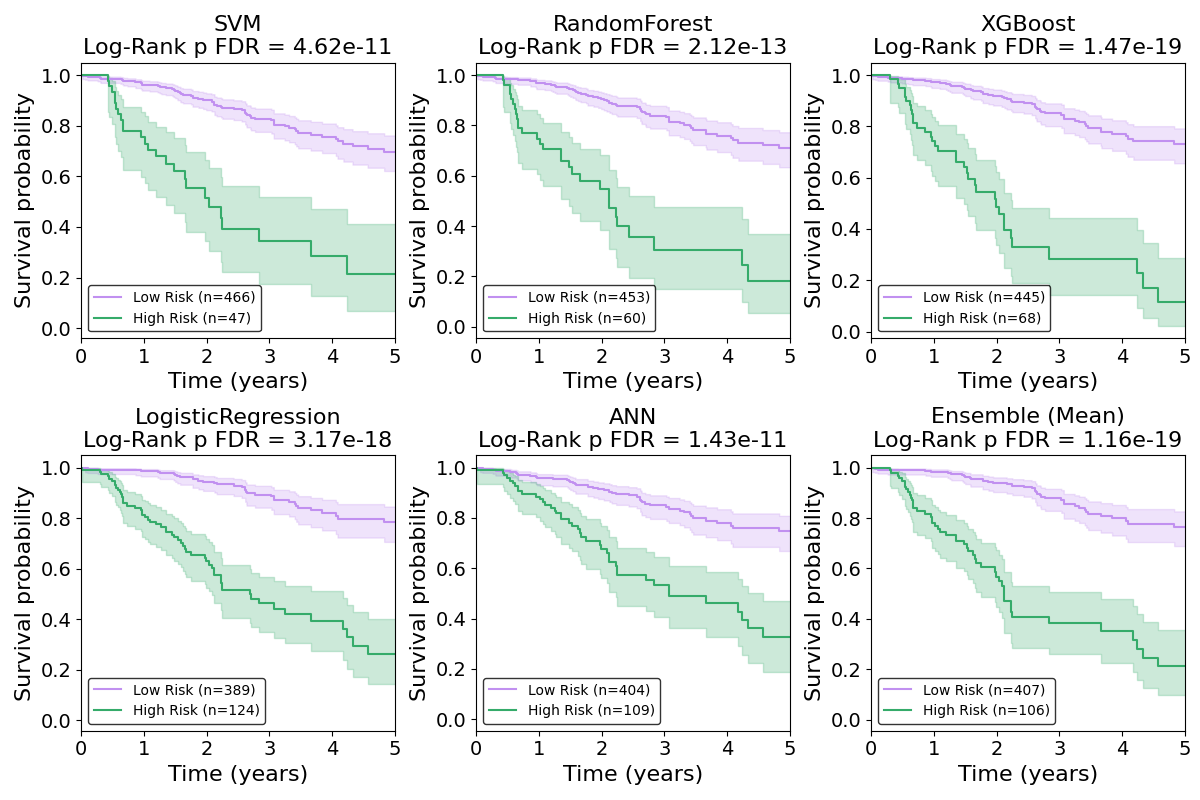 SVM
Log-Rank p FDR = 4.62e-11
Survival probability
1.0
0.8
0.6
0.4
0.2
0.0
Low Risk (n=466)
High Risk (n=47)
0 1 2 3 4 5
Time (years)
RandomForest
Log-Rank p FDR = 2.12e-13
Survival probability
1.0
0.8
0.6
0.4
0.2
0.0
Low Risk (n=453)
High Risk (n=60)
0 1 2 3 4 5
Time (years)
XGBoost
Log-Rank p FDR = 1.47e-19
Survival probability
1.0
0.8
0.6
0.4
0.2
0.0
Low Risk (n=445)
High Risk (n=68)
0 1 2 3 4 5
Time (years)
LogisticRegression
Log-Rank p FDR = 3.17e-18
Survival probability
1.0
0.8
0.6
0.4
0.2
0.0
Low Risk (n=389)
High Risk (n=124)
0 1 2 3 4 5
Time (years)
ANN
Log-Rank p FDR = 1.43e-11
Survival probability
1.0
0.8
0.6
0.4
0.2
0.0
Low Risk (n=404)
High Risk (n=109)
0 1 2 3 4 5
Time (years)
Ensemble (Mean)
Log-Rank p FDR = 1.16e-19
Survival probability
1.0
0.8
0.6
0.4
0.2
0.0
Low Risk (n=407)
High Risk (n=106)
0 1 2 3 4 5
Time (years)